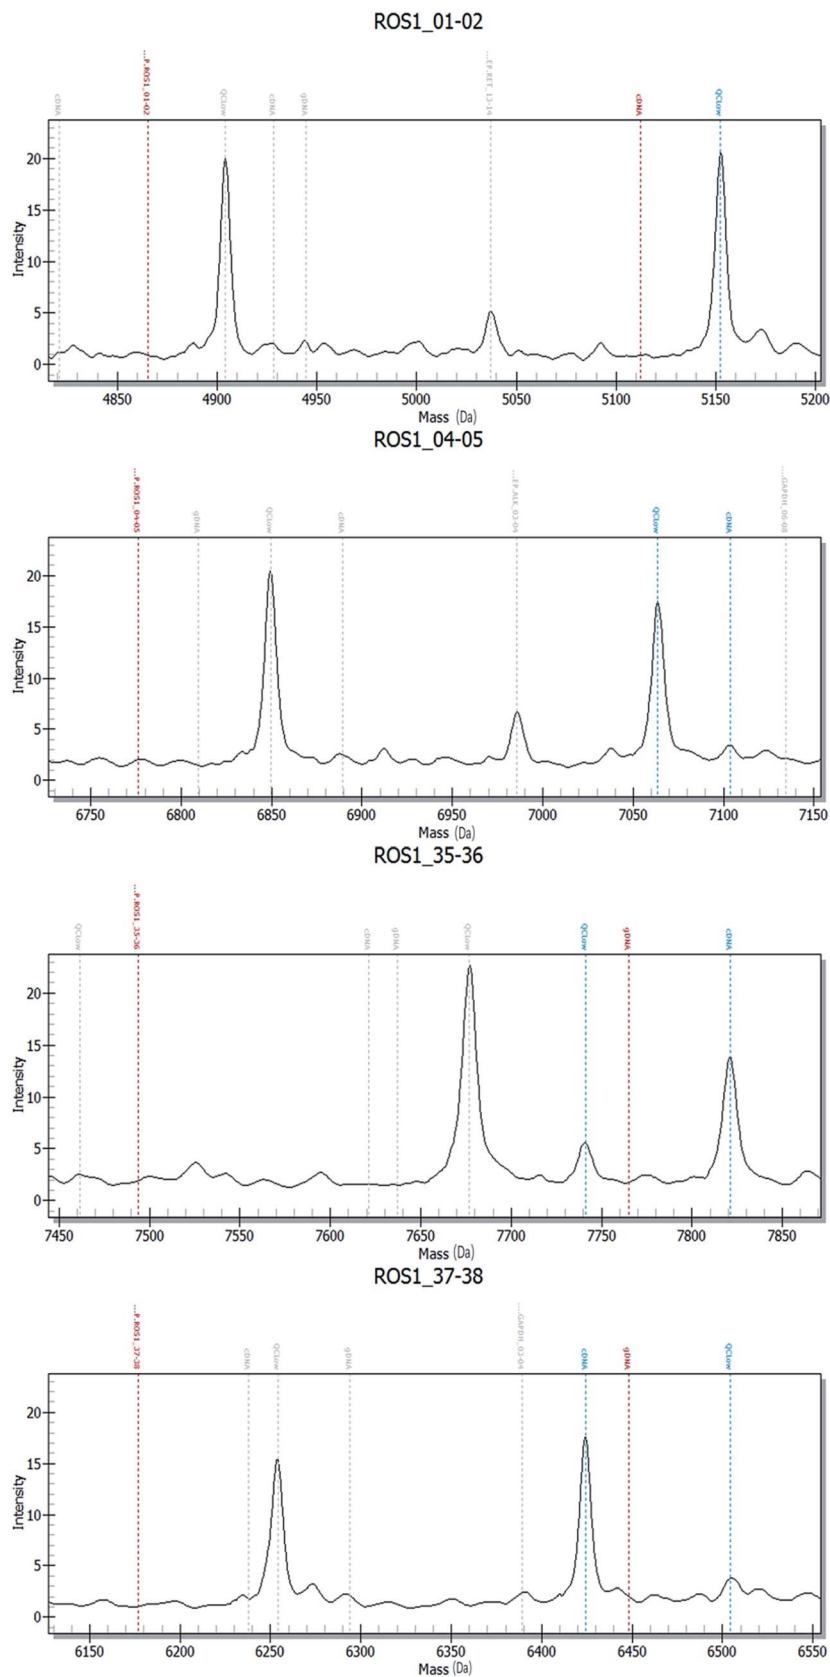 ROS1_01-02
cDNA
...P.ROS1_01-02
QCLow
cDNA
gDNA
...EP.RET_13-14
cDNA
QCLow
20
15
10
5
0
Intensity
4850 4900 4950 5000 5050 5100 5150 5200
Mass (Da)
ROS1_04-05
...P.ROS1_04-05
gDNA
QCLow
cDNA
...EP.ALK_03-04
QCLow
cDNA
...GAPDH_06-08
20
15
10
5
0
Intensity
6750 6800 6850 6900 6950 7000 7050 7100 7150
Mass (Da)
ROS1_35-36
QCLow
...P.ROS1_35-36
cDNA
gDNA
QCLow
QCLow
gDNA
cDNA
20
15
10
5
0
Intensity
7450 7500 7550 7600 7650 7700 7750 7800 7850
Mass (Da)
ROS1_37-38
...P.ROS1_37-38
cDNA
QCLow
gDNA
...GAPDH_03-04
cDNA
gDNA
QCLow
20
15
10
5
0
Intensity
6150 6200 6250 6300 6350 6400 6450 6500 6550
Mass (Da)